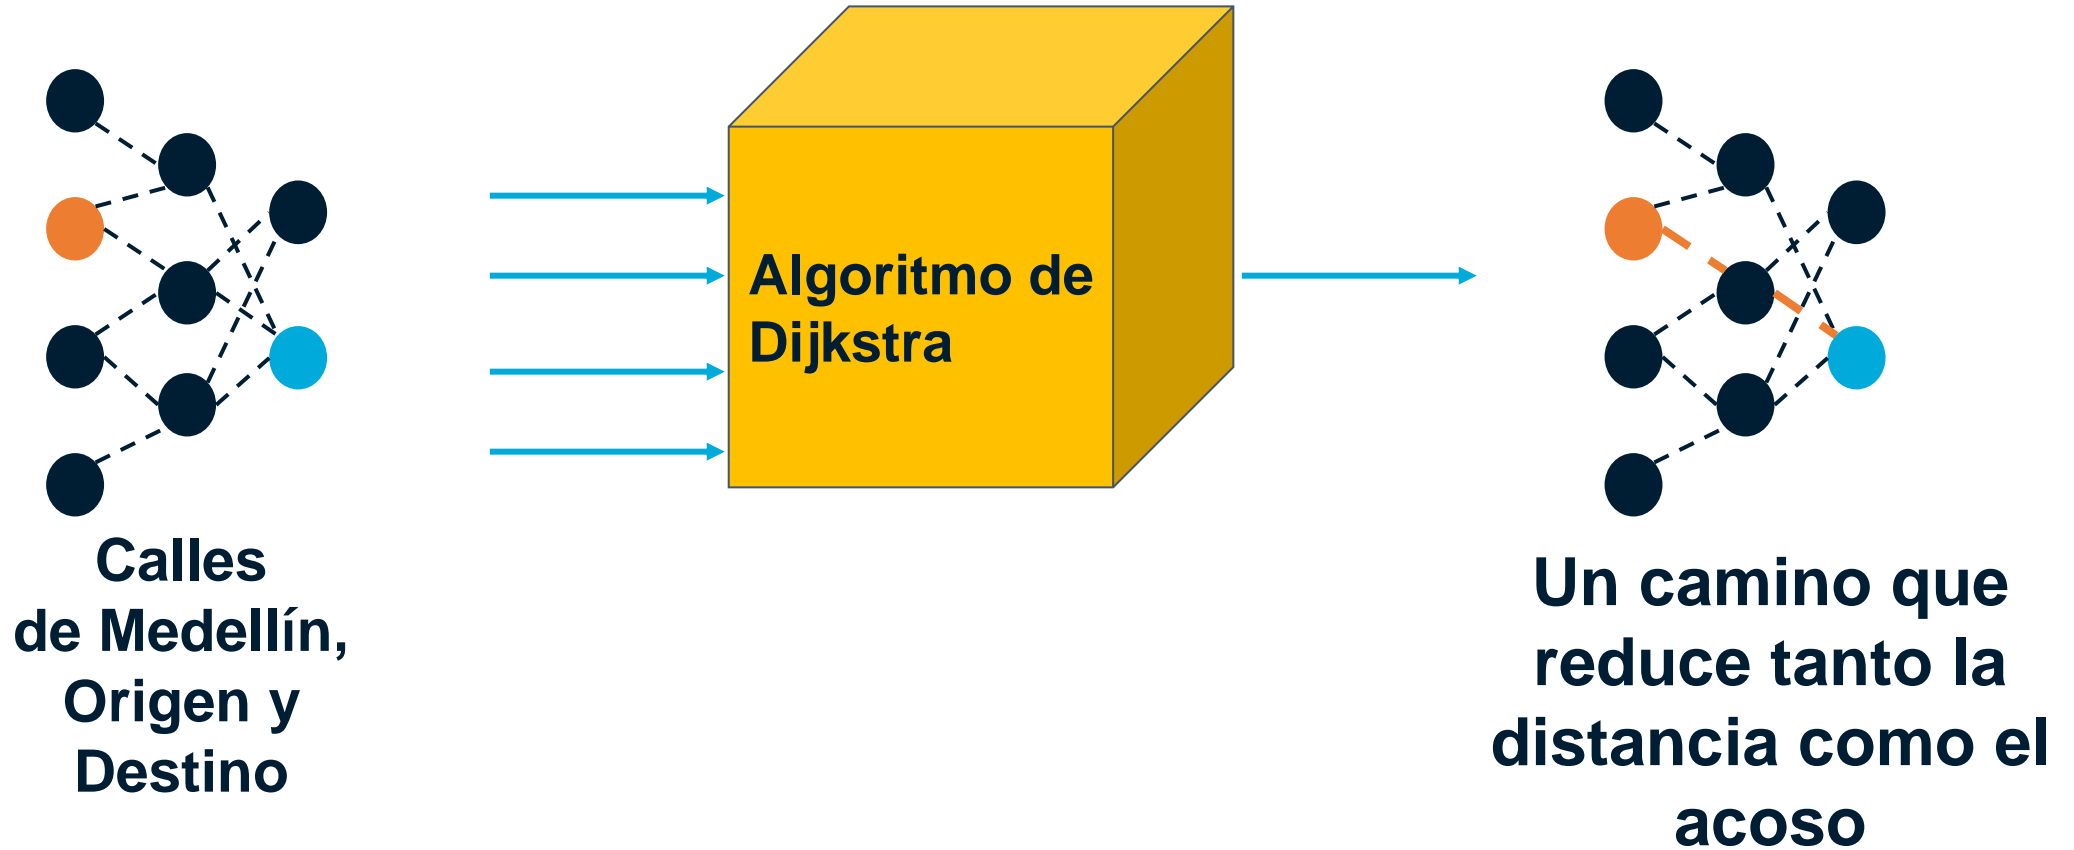 Algoritmo de
Dijkstra
Calles
de Medellín,
Origen y
Destino
Un camino que
reduce tanto la
distancia como el
acoso